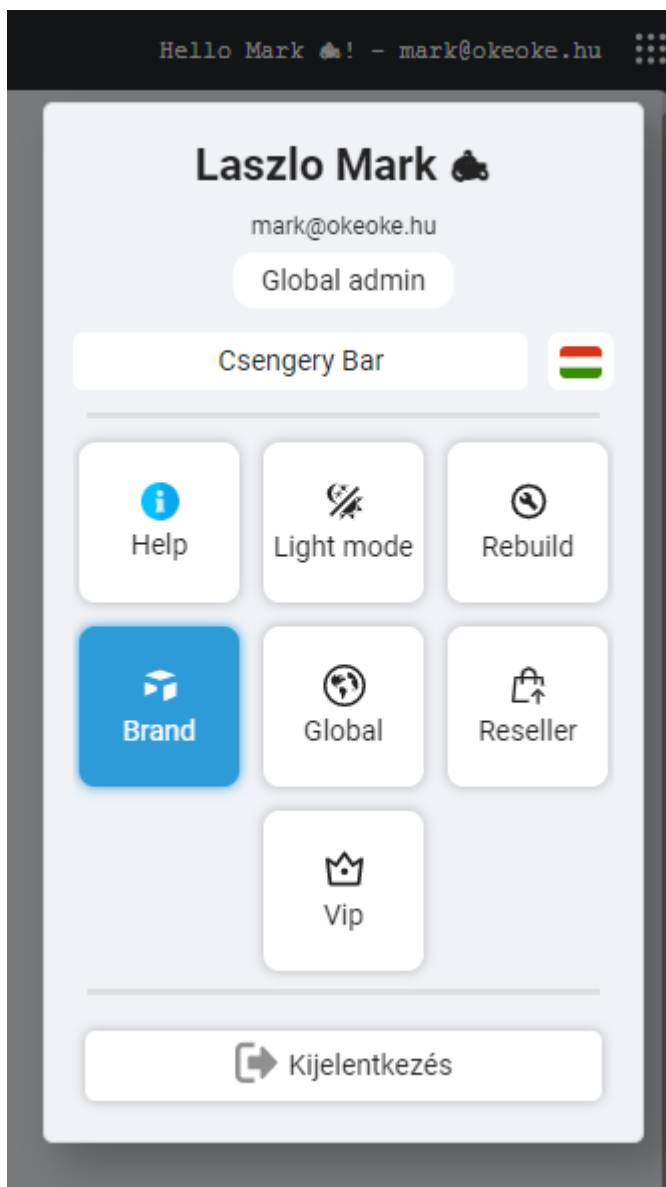 Hello Mark! - mark@okeoke.hu
Laszlo Mark
mark@okeoke.hu
Global admin
Csengery Bar
Help
Light mode
Rebuild
Brand
Global
Reseller
Vip
Kijelentkezés